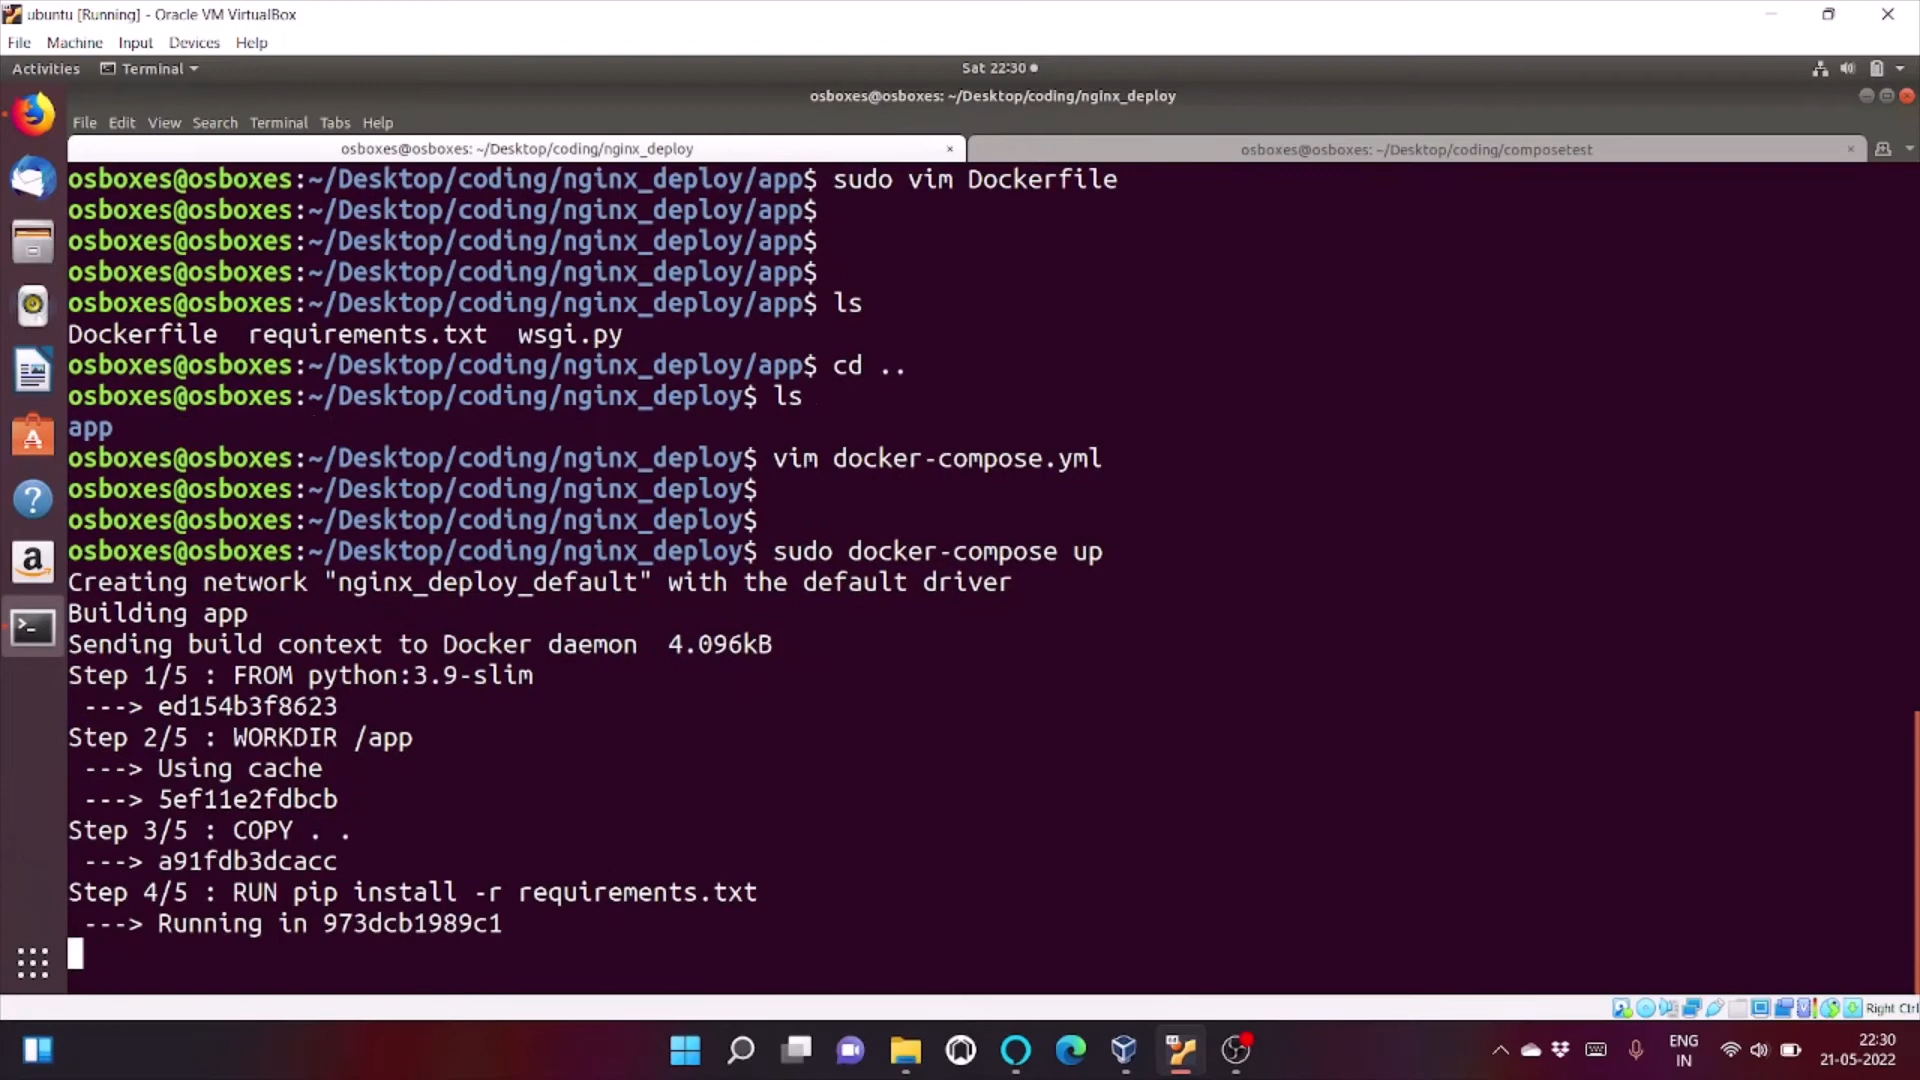 ubuntu [Running] - Oracle VM VirtualBox
File Machine Input Devices Help
Activities Terminal Sat 22:30
osboxes@osboxes: ~/Desktop/coding/nginx_deploy
File Edit View Search Terminal Tabs Help
osboxes@osboxes: ~/Desktop/coding/nginx_deploy × osboxes@osboxes: ~/Desktop/coding/composetest ×
osboxes@osboxes:~/Desktop/coding/nginx_deploy/app$ sudo vim Dockerfile
osboxes@osboxes:~/Desktop/coding/nginx_deploy/app$
osboxes@osboxes:~/Desktop/coding/nginx_deploy/app$
osboxes@osboxes:~/Desktop/coding/nginx_deploy/app$
osboxes@osboxes:~/Desktop/coding/nginx_deploy/app$ ls
Dockerfile requirements.txt wsgi.py
osboxes@osboxes:~/Desktop/coding/nginx_deploy/app$ cd ..
osboxes@osboxes:~/Desktop/coding/nginx_deploy$ ls
app
osboxes@osboxes:~/Desktop/coding/nginx_deploy$ vim docker-compose.yml
osboxes@osboxes:~/Desktop/coding/nginx_deploy$
osboxes@osboxes:~/Desktop/coding/nginx_deploy$
osboxes@osboxes:~/Desktop/coding/nginx_deploy$ sudo docker-compose up
Creating network "nginx_deploy_default" with the default driver
Building app
Sending build context to Docker daemon 4.096kB
Step 1/5 : FROM python:3.9-slim
---> ed154b3f8623
Step 2/5 : WORKDIR /app
---> Using cache
---> 5ef11e2fdbcb
Step 3/5 : COPY . .
---> a91fdb3dcacc
Step 4/5 : RUN pip install -r requirements.txt
---> Running in 973dcb1989c1
Right Ctrl
ENG
IN
22:30
21-05-2022